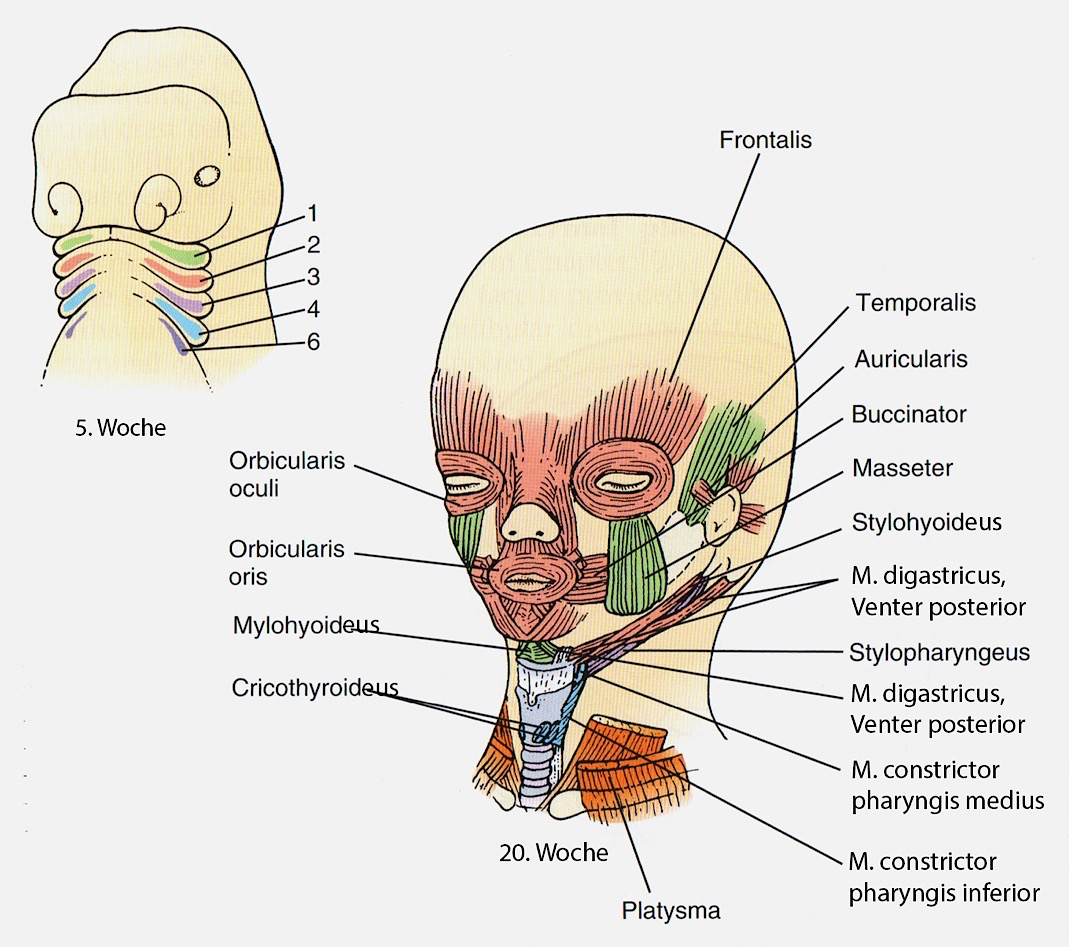 1
2
3
4
6
5. Woche
Frontalis
Temporalis
Auricularis
Buccinator
Masseter
Stylohyoideus
M. digastricus,
Venter posterior
Stylopharyngeus
M. digastricus,
Venter posterior
M. constrictor
pharyngis medius
M. constrictor
pharyngis inferior
Orbicularis
oculi
Orbicularis
oris
Mylohyoideus
Cricothyroideus
20. Woche
Platysma